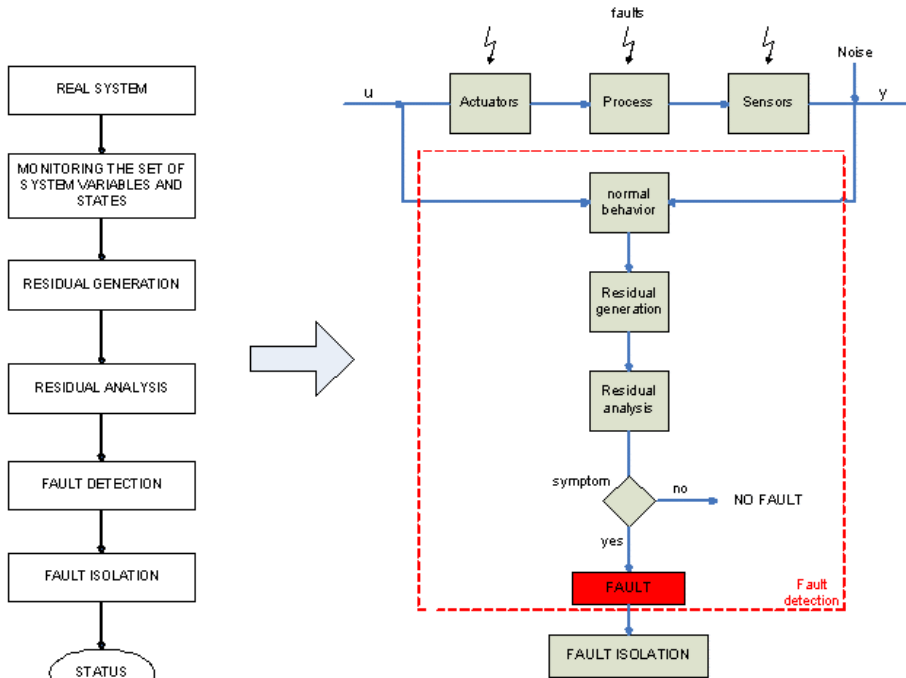 REAL SYSTEM
MONITORING THE SET OF
SYSTEM VARIABLES AND
STATES
RESIDUAL GENERATION
RESIDUAL ANALYSIS
FAULT DETECTION
FAULT ISOLATION
STATUS
faults
Noise
u
Actuators
Process
Sensors
y
normal
behavior
Residual
generation
Residual
analysis
symptom
no
NO FAULT
yes
FAULT
Fault
detection
FAULT ISOLATION